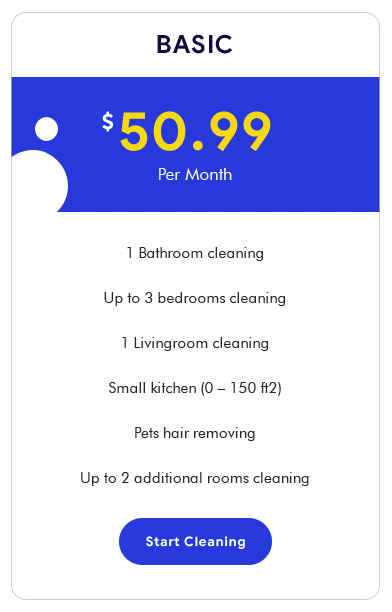 BASIC
$50.99
Per Month
1 Bathroom cleaning
Up to 3 bedrooms cleaning
1 Livingroom cleaning
Small kitchen (0 – 150 ft2)
Pets hair removing
Up to 2 additional rooms cleaning
Start Cleaning